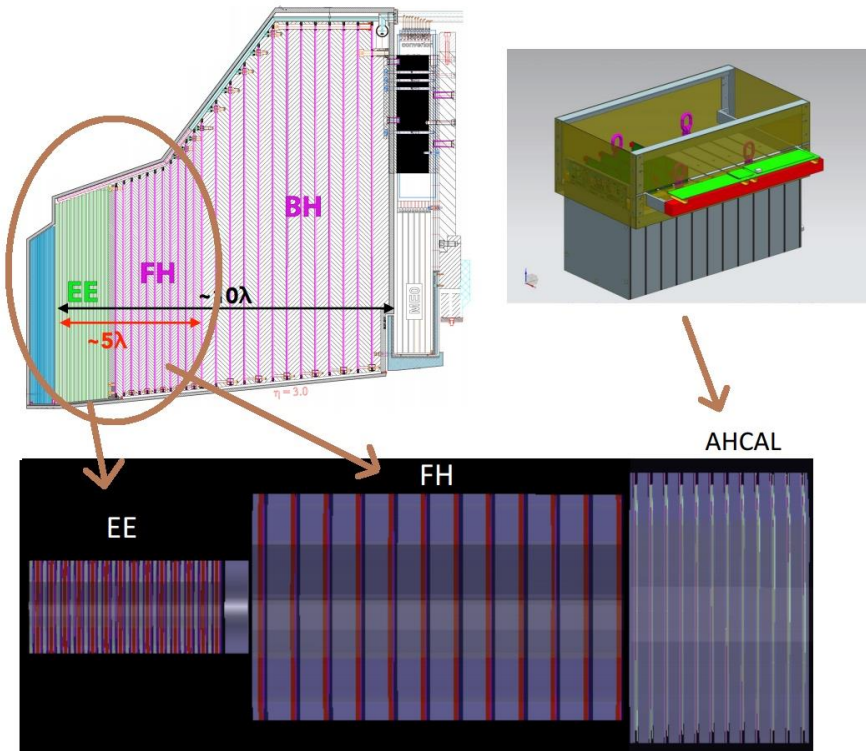 BH
FH
EE
~10λ
~5λ
ME0
η = 3.0
AHCAL
FH
EE